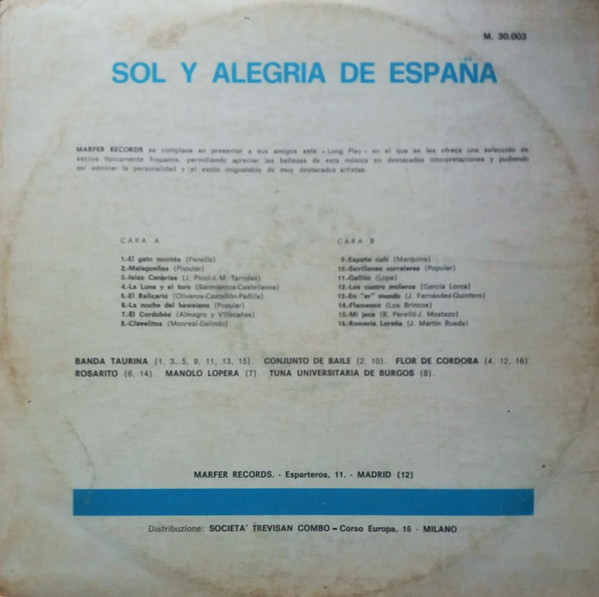 M. 30.003
SOL Y ALEGRIA DE ESPAÑA
MARFER RECORDS se complace en presentar a sus amigos este «Long Play» en el que se les ofrece una selección de
estilos típicamente hispanos, permitiendo apreciar las bellezas de esta música en destacadas interpretaciones y pudiendo
así admirar la personalidad y el estilo inigualable de muy destacados artistas
CARA A
1.-El gato montés (Penella)
2.-Malagueñas (Popular)
3.-Islas Canarias (J. Picol-J. M. Tarridas)
4.-La Luna y el toro (Sarmientos-Castellanos)
5.-El Relicario (Oliveros-Castellón-Padilla)
6.-La noche del hawaiano (Popular)
7.-El Cordobés (Almagro y Villacañas)
8.-Clavelitos (Monreal-Galindo)
CARA B
9.-España cañí (Marquina)
10.-Sevillanas corraleras (Popular)
11.-Gallito (Lope)
12.-Los cuatro muleros (García Lorca)
13.-En "er" mundo (J. Fernández-Quintero)
14.-Flamenco (Los Brincos)
15.-Mi jaca (R. Perelló-J. Mostazo)
16.-Romería Loreña (J. Martin Rueda)
BANDA TAURINA (1, 3, 5, 9, 11, 13, 15). CONJUNTO DE BAILE (2, 10). FLOR DE CORDOBA (4, 12, 16).
ROSARITO (6, 14). MANOLO LOPERA (7). TUNA UNIVERSITARIA DE BURGOS (8).
MARFER RECORDS. - Esparteros, 11. - MADRID (12)
Distribuzione: SOCIETA' TREVISAN COMBO - Corso Europa, 16 - MILANO